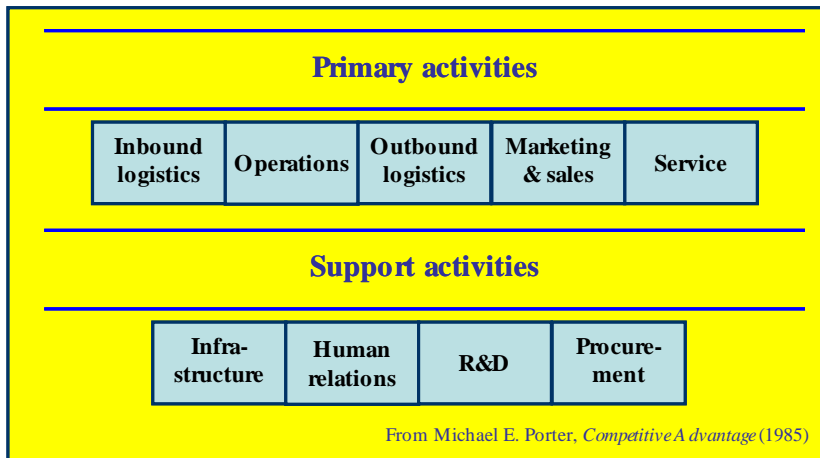 Primary activities
Inbound
logistics
Operations
Outbound
logistics
Marketing
& sales
Service
Support activities
Infra-
structure
Human
relations
R&D
Procure-
ment
From Michael E. Porter, Competitive Advantage (1985)